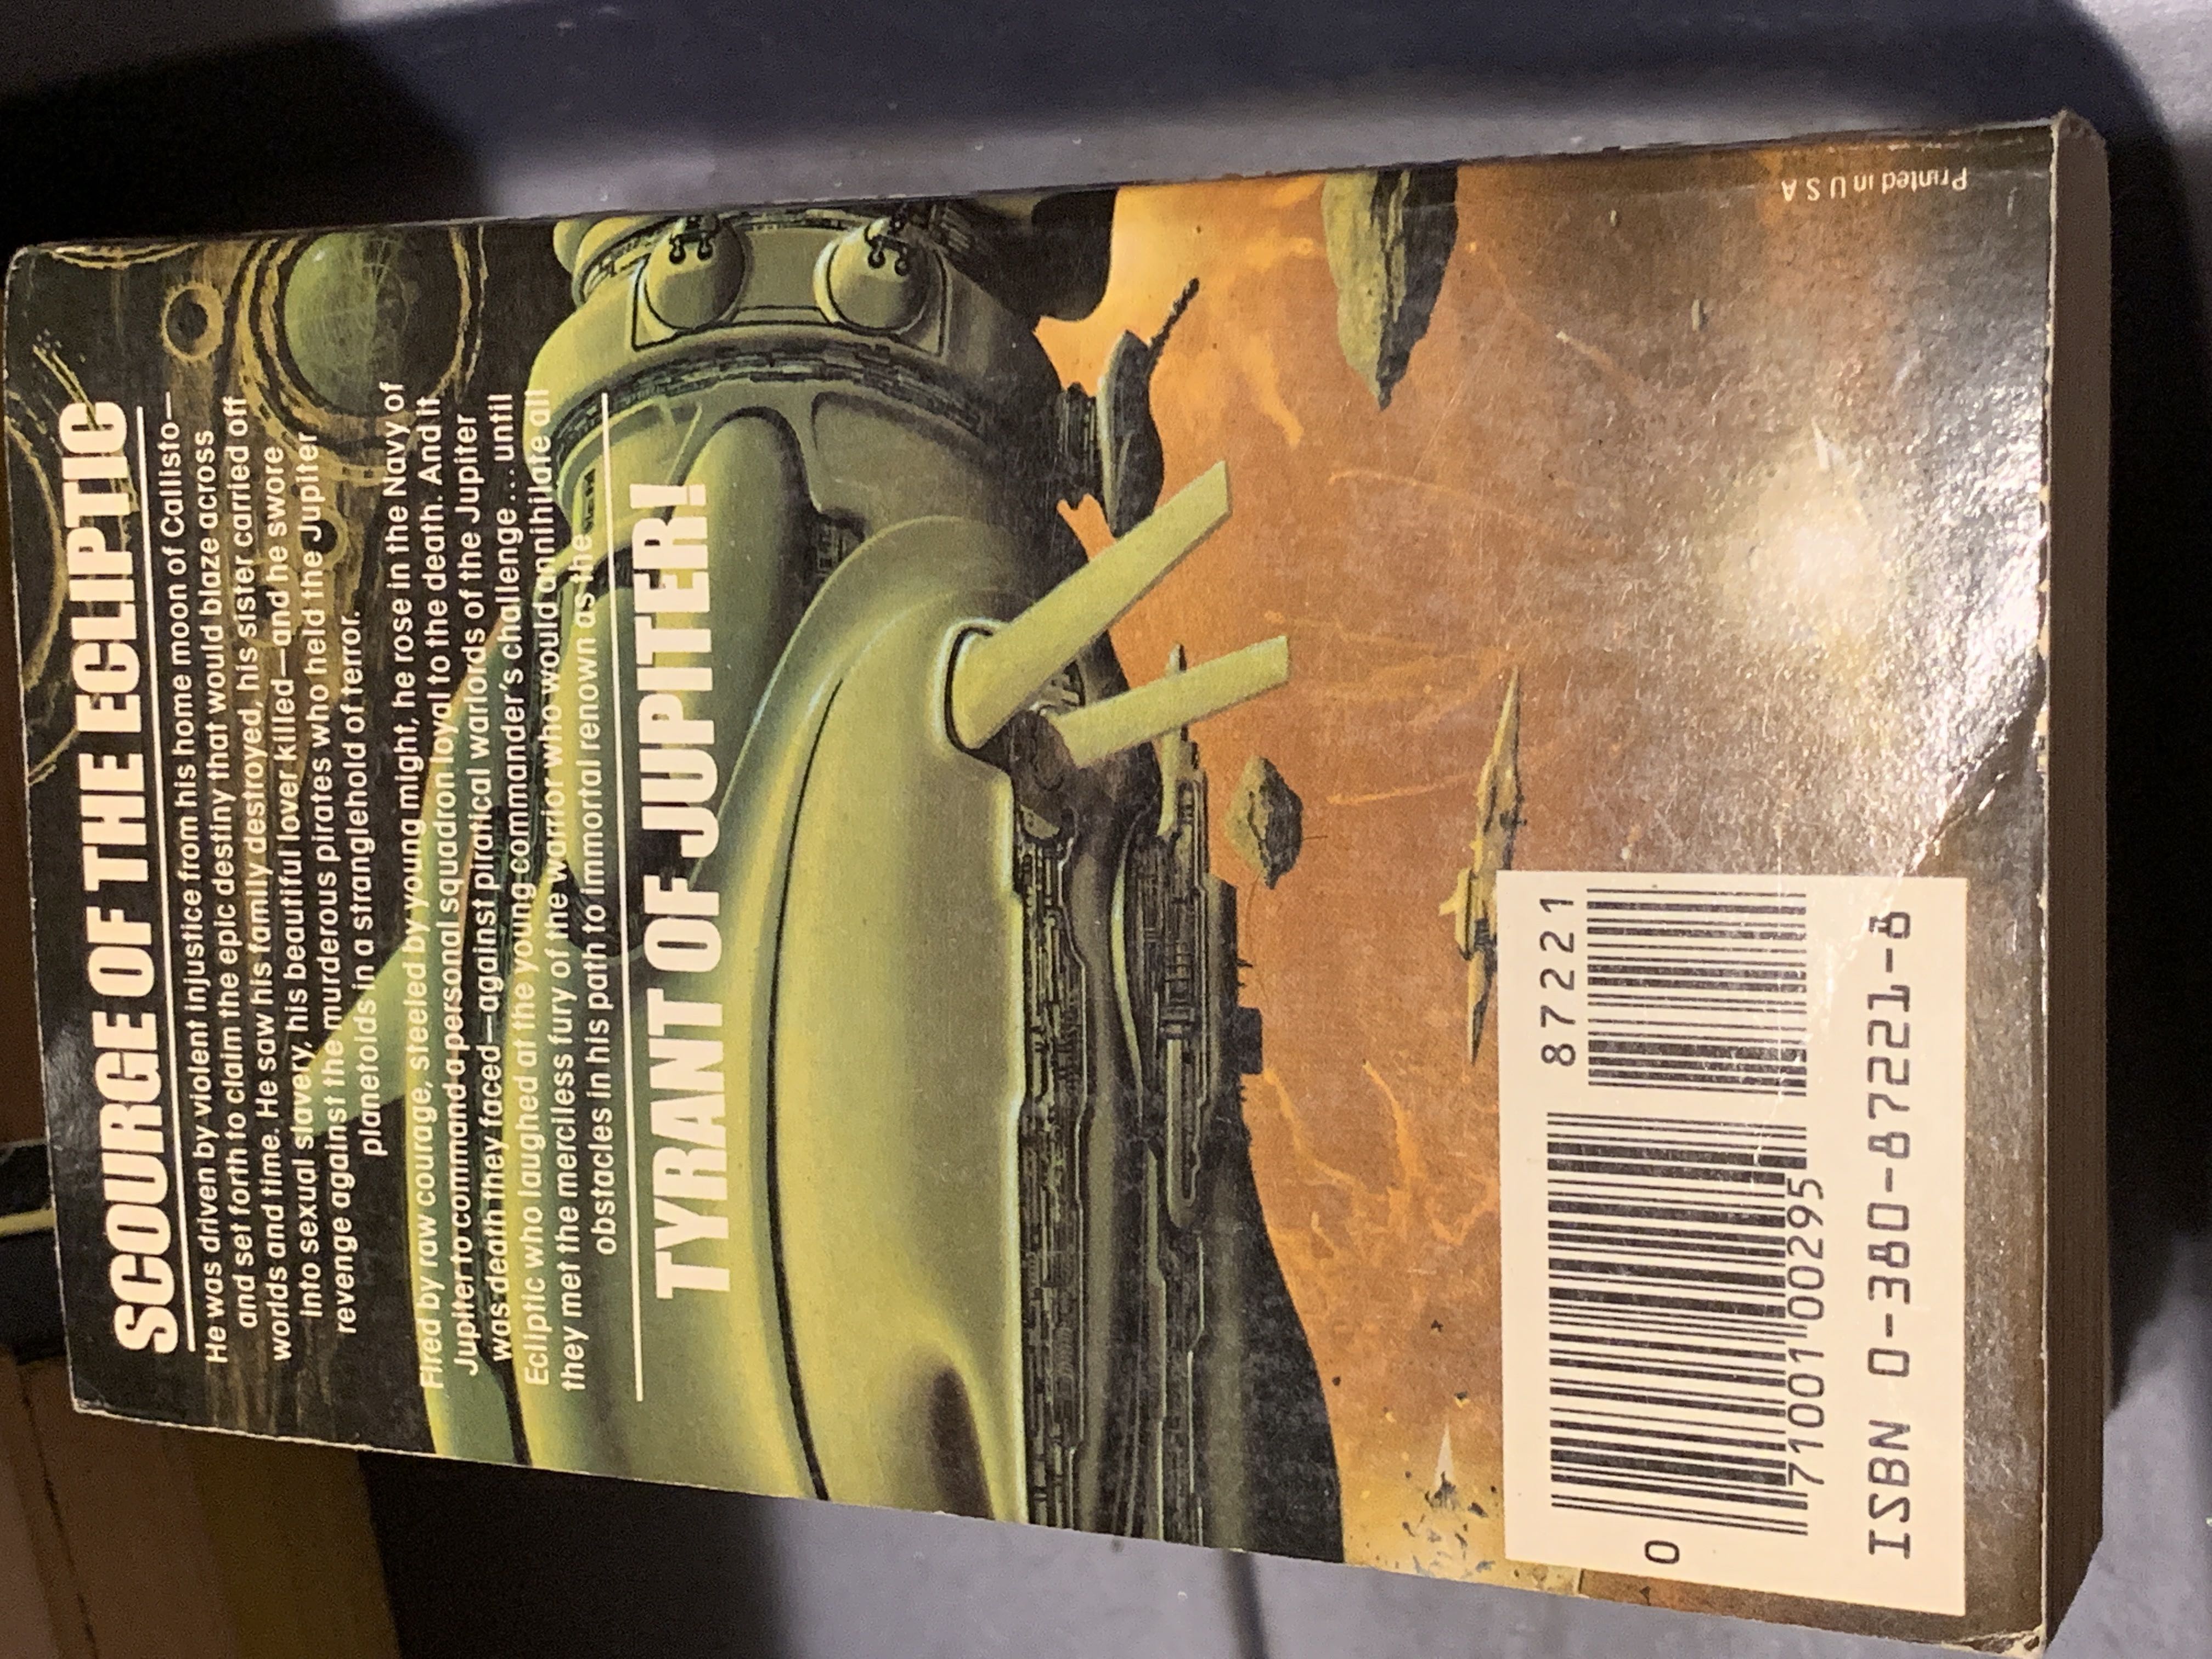 SCOURGE OF THE ECLIPTIC
He was driven by violent injustice from his home moon of Callisto—
and set forth to claim the epic destiny that would blaze across
worlds and time. He saw his family destroyed, his sister carried off
into sexual slavery, his beautiful lover killed—and he swore
revenge against the murderous pirates who held the Jupiter
planetoids in a stranglehold of terror.
Fired by raw courage, steeled by young might, he rose in the Navy of
Jupiter to command a personal squadron loyal to the death. And it
was death they faced—against piratical warlords of the Jupiter
Ecliptic who laughed at the young commander's challenge...until
they met the merciless fury of the warrior who would annihilate all
obstacles in his path to immortal renown as the
TYRANT OF JUPITER!
87221
0
71001 00295
ISBN 0-380-87221-8
Printed in U S A